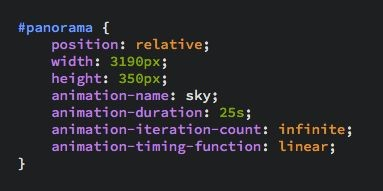 #panorama {
    position: relative;
    width: 3190px;
    height: 350px;
    animation-name: sky;
    animation-duration: 25s;
    animation-iteration-count: infinite;
    animation-timing-function: linear;
}